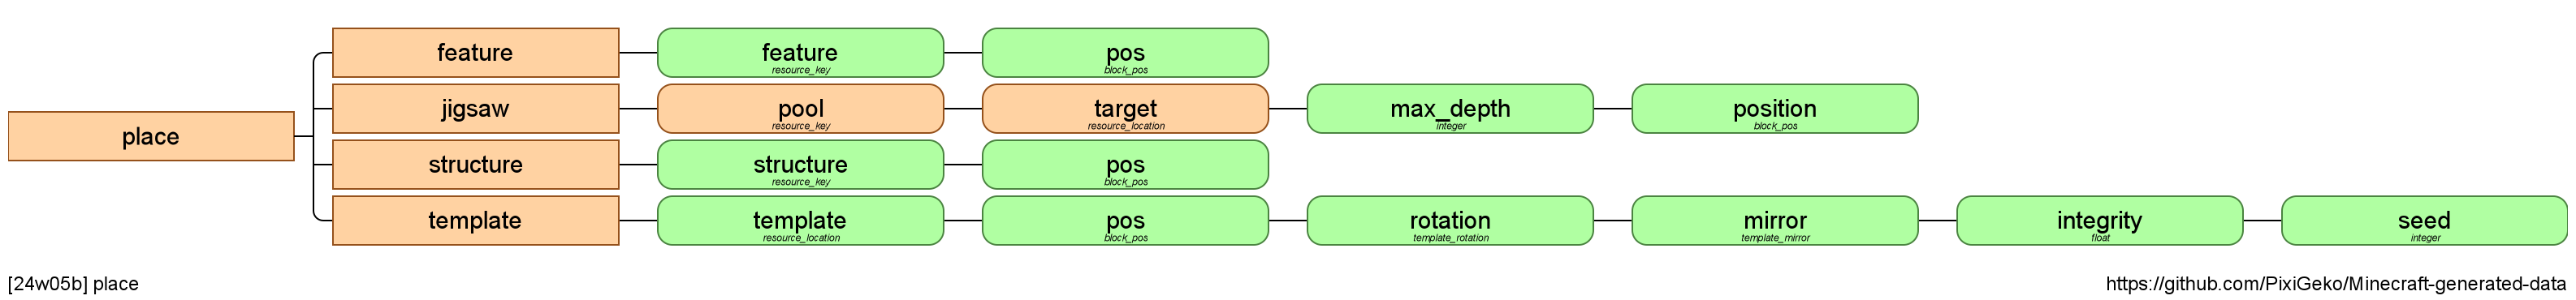 feature
feature
resource_key
pos
block_pos
jigsaw
pool
resource_key
target
resource_location
max_depth
integer
position
block_pos
place
structure
structure
resource_key
pos
block_pos
template
template
resource_location
pos
block_pos
rotation
template_rotation
mirror
template_mirror
integrity
float
seed
integer
[24w05b] place
https://github.com/PixiGeko/Minecraft-generated-data